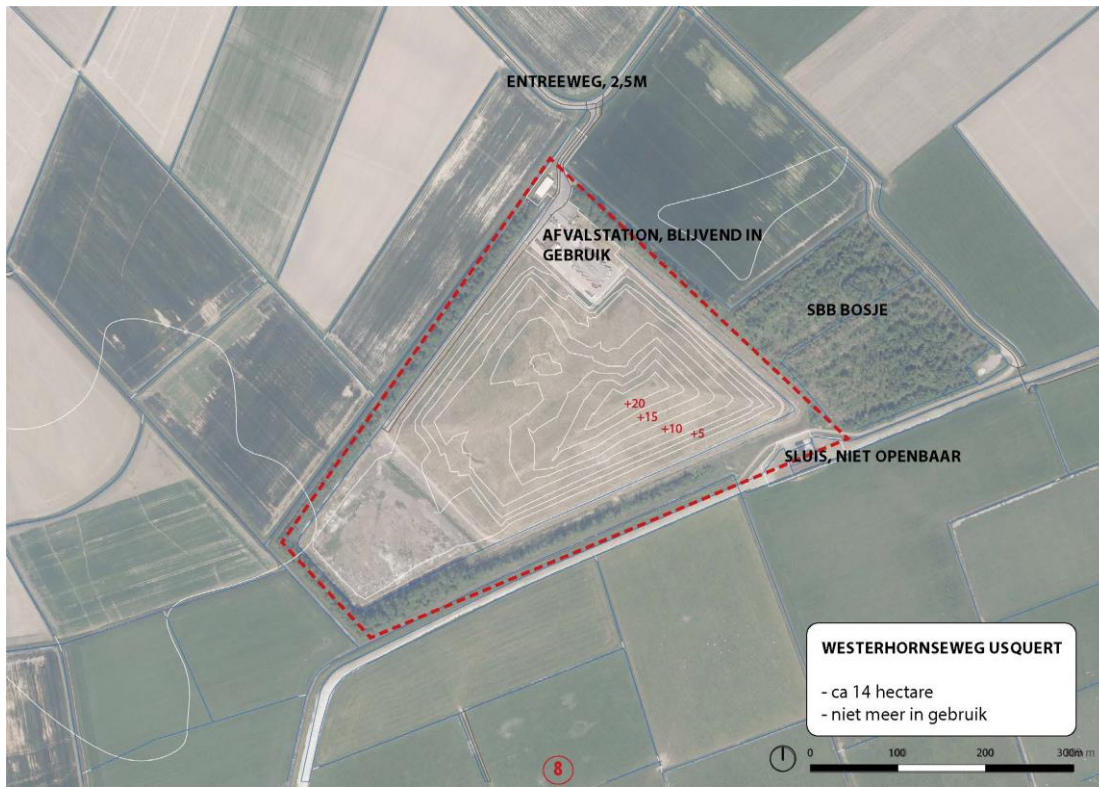 ENTREEWEG, 2,5M
AFVALSTATION, BLIJVEND IN
GEBRUIK
SBB BOSJE
+20
+15
+10
+5
SLUIS, NIET OPENBAAR
WESTERHORNSEWEG USQUERT
- ca 14 hectare
- niet meer in gebruik
0 100 200 300 m
8